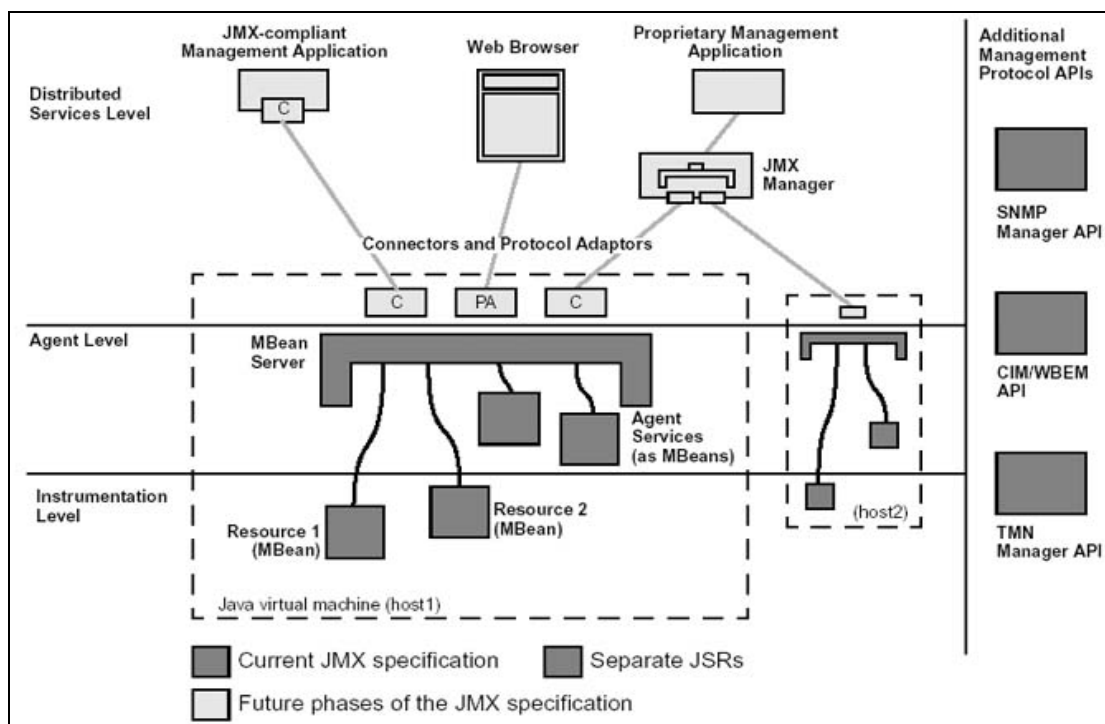 JMX-compliant
Management Application
Web Browser
Proprietary Management
Application
Additional
Management
Protocol APIs
Distributed
Services Level
C
JMX
Manager
SNMP
Manager API
Connectors and Protocol Adaptors
C
PA
C
Agent Level
MBean
Server
CIM/WBEM
API
Agent
Services
(as MBeans)
Instrumentation
Level
Resource 1
(MBean)
Resource 2
(MBean)
(host2)
TMN
Manager API
Java virtual machine (host1)
Current JMX specification
Separate JSRs
Future phases of the JMX specification